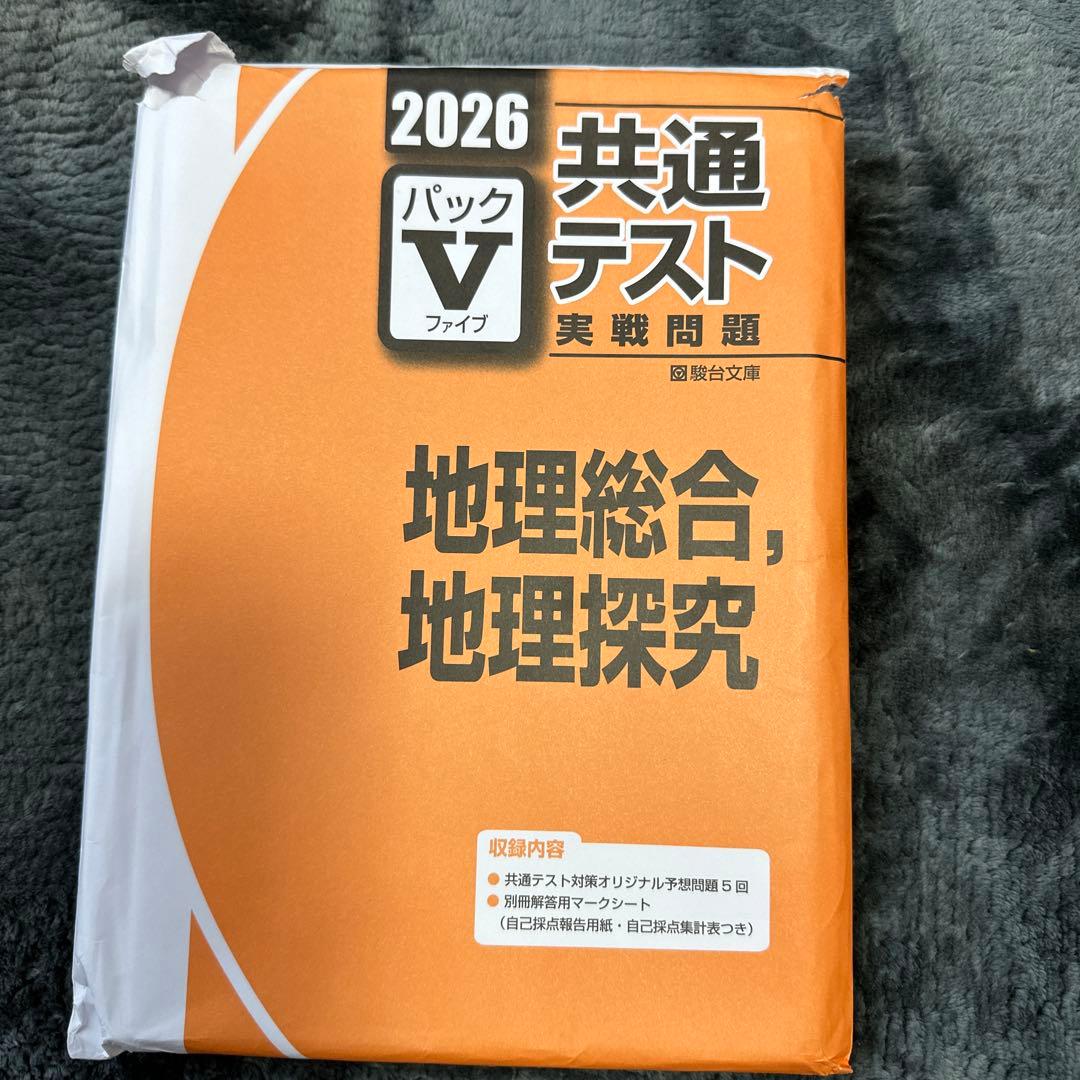 2026
パック
V
ファイブ
共通
テスト
実戦問題
駿台文庫
地理総合,
地理探究
収録内容
● 共通テスト対策オリジナル予想問題5回
● 別冊解答用マークシート
(自己採点報告用紙・自己採点集計表つき)